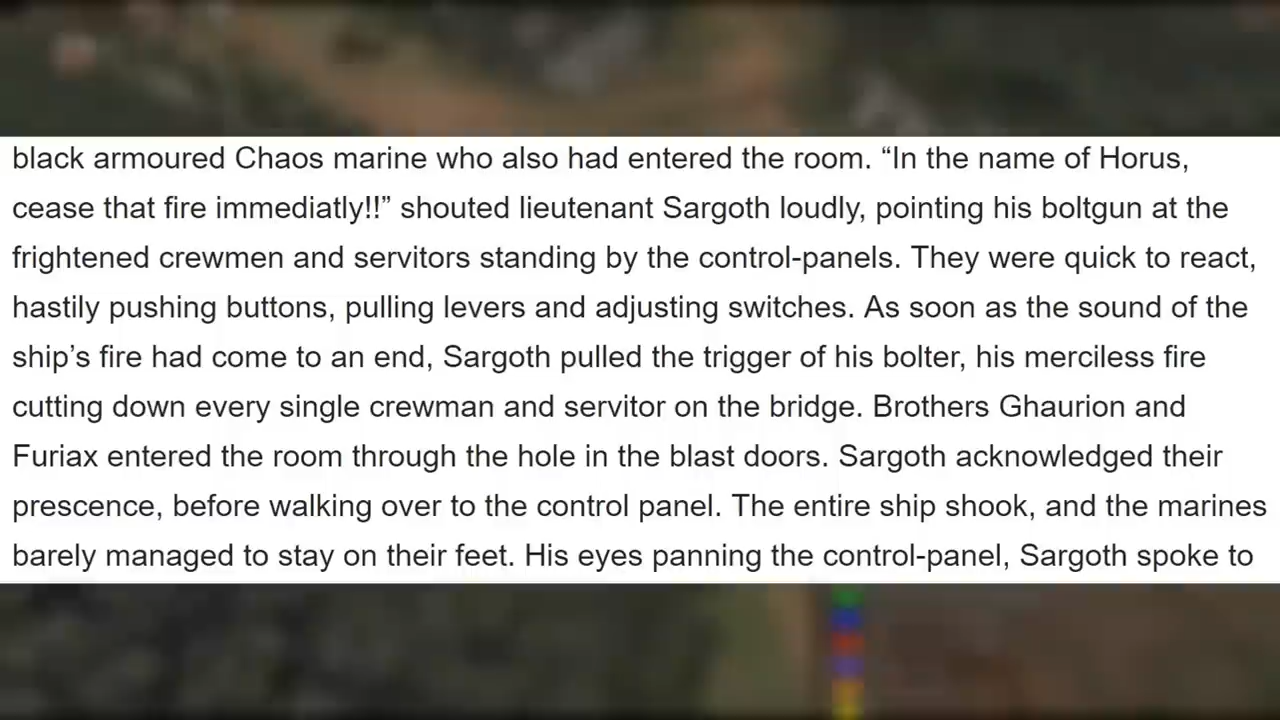 black armoured Chaos marine who also had entered the room. “In the name of Horus,
cease that fire immediatly!!” shouted lieutenant Sargoth loudly, pointing his boltgun at the
frightened crewmen and servitors standing by the control-panels. They were quick to react,
hastily pushing buttons, pulling levers and adjusting switches. As soon as the sound of the
ship’s fire had come to an end, Sargoth pulled the trigger of his bolter, his merciless fire
cutting down every single crewman and servitor on the bridge. Brothers Ghaurion and
Furiax entered the room through the hole in the blast doors. Sargoth acknowledged their
prescence, before walking over to the control panel. The entire ship shook, and the marines
barely managed to stay on their feet. His eyes panning the control-panel, Sargoth spoke to